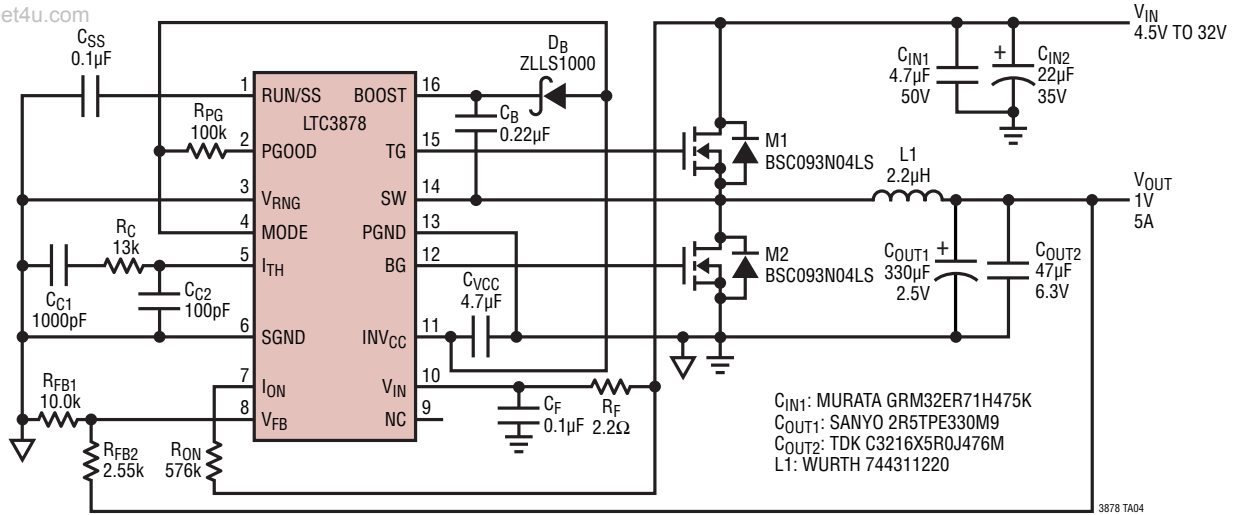 et4u.com
CSS
0.1µF
DB
ZLLS1000
VIN
4.5V TO 32V
CIN1
4.7µF
50V
+
CIN2
22µF
35V
1
RUN/SS
BOOST
16
LTC3878
CB
0.22µF
RPG
100k
2
PGOOD
TG
15
M1
BSC093N04LS
3
VRNG
SW
14
L1
2.2µH
VOUT
1V
5A
4
MODE
PGND
13
RC
13k
5
ITH
BG
12
M2
BSC093N04LS
COUT1
330µF
2.5V
+
COUT2
47µF
6.3V
CC1
1000pF
CC2
100pF
CVCC
4.7µF
6
SGND
INVCC
11
7
ION
VIN
10
RFB1
10.0k
8
VFB
NC
9
CF
0.1µF
RF
2.2Ω
RFB2
2.55k
RON
576k
CIN1: MURATA GRM32ER71H475K
COUT1: SANYO 2R5TPE330M9
COUT2: TDK C3216X5R0J476M
L1: WURTH 744311220
3878 TA04